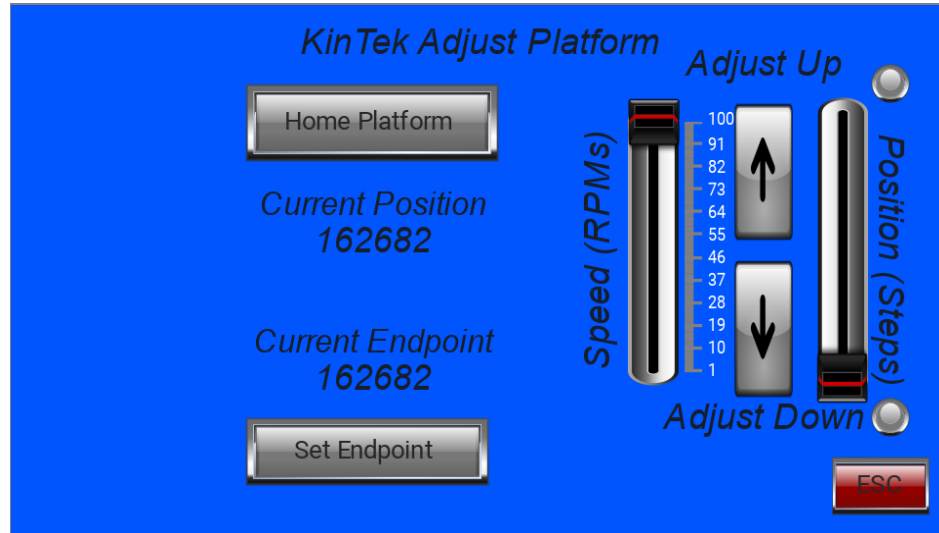 KinTek Adjust Platform
Adjust Up
Home Platform
Current Position
162682
Current Endpoint
162682
Set Endpoint
Speed (RPMs)
100
91
82
73
64
55
46
37
28
19
10
1
Position (Steps)
Adjust Down
ESC